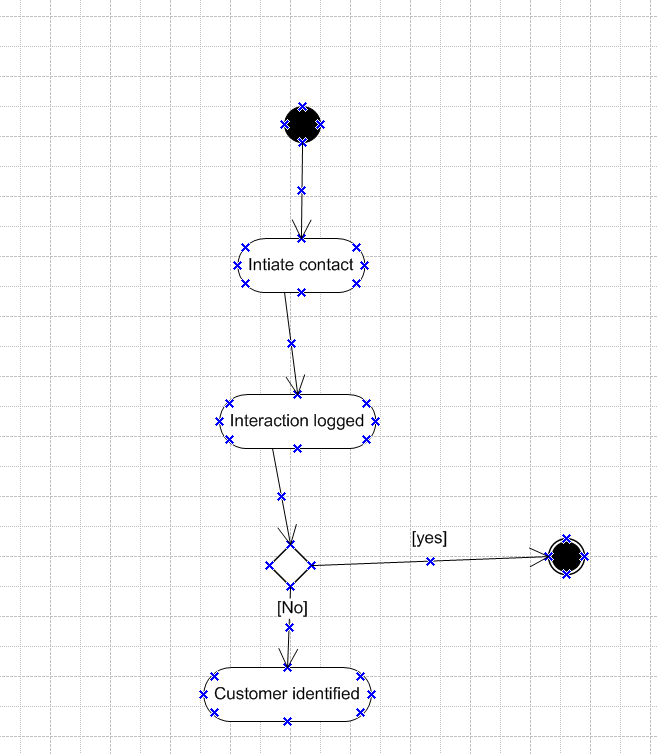 Intiate contact
Interaction logged
[yes]
[No]
Customer identified